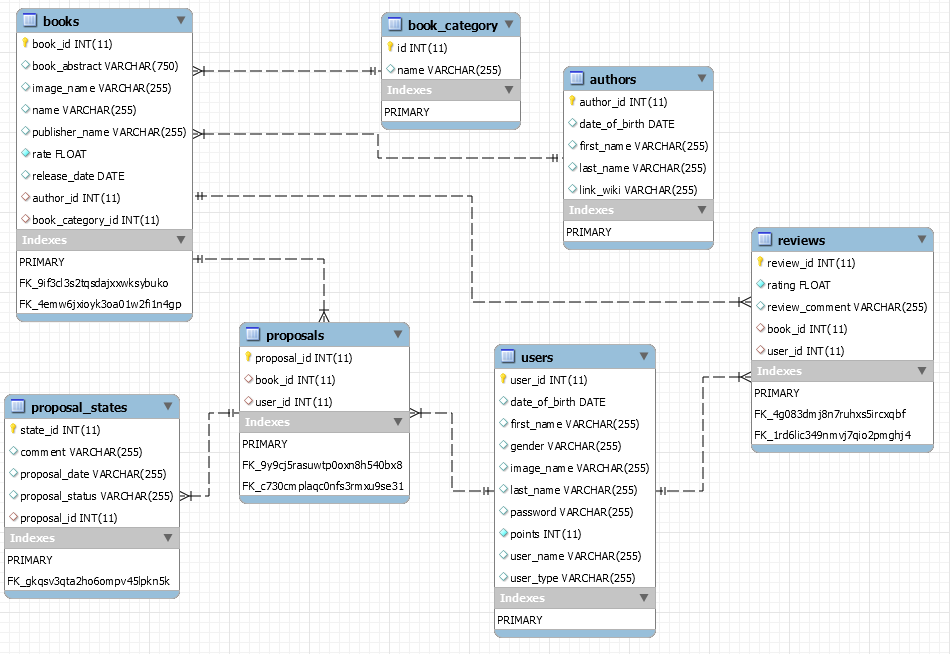 books
book_id INT(11)
book_abstract VARCHAR(750)
image_name VARCHAR(255)
name VARCHAR(255)
publisher_name VARCHAR(255)
rate FLOAT
release_date DATE
author_id INT(11)
book_category_id INT(11)
Indexes
PRIMARY
FK_9if3cl3s2tqsdajxxwksybuko
FK_4emw6jxioyk3oa01w2fi1n4gp
book_category
id INT(11)
name VARCHAR(255)
Indexes
PRIMARY
authors
author_id INT(11)
date_of_birth DATE
first_name VARCHAR(255)
last_name VARCHAR(255)
link_wiki VARCHAR(255)
Indexes
PRIMARY
reviews
review_id INT(11)
rating FLOAT
review_comment VARCHAR(255)
book_id INT(11)
user_id INT(11)
Indexes
PRIMARY
FK_4g083dmj8n7ruhxs5ircxqbf
FK_1rd6lic349nmvj7qio2pmghj4
proposals
proposal_id INT(11)
book_id INT(11)
user_id INT(11)
Indexes
PRIMARY
FK_9y9cj5rasuwtp0oxn8h540bx8
FK_c730cmplaqc0nfs3rmxu9se31
users
user_id INT(11)
date_of_birth DATE
first_name VARCHAR(255)
gender VARCHAR(255)
image_name VARCHAR(255)
last_name VARCHAR(255)
password VARCHAR(255)
points INT(11)
user_name VARCHAR(255)
user_type VARCHAR(255)
Indexes
PRIMARY
proposal_states
state_id INT(11)
comment VARCHAR(255)
proposal_date VARCHAR(255)
proposal_status VARCHAR(255)
proposal_id INT(11)
Indexes
PRIMARY
FK_gkqsv3qta2ho6ompv45lpkn5k